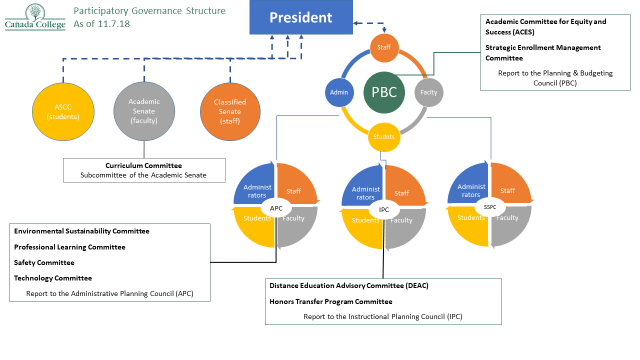 Cañada College
Participatory Governance Structure
As of 11.7.18
President
Academic Committee for Equity and
Success (ACES)
Strategic Enrollment Management
Committee
Report to the Planning & Budgeting
Council (PBC)
Staff
Admin
PBC
Faclty
Studnts
ASCC
(students)
Academic
Senate
(faculty)
Classified
Senate
(staff)
Curriculum Committee
Subcommittee of the Academic Senate
Administ
rators
Staff
APC
Students
Faculty
Administ
rators
Staff
IPC
Students
Faculty
Administ
rators
Staff
SSPC
Students
Faculty
Environmental Sustainability Committee
Professional Learning Committee
Safety Committee
Technology Committee
Report to the Administrative Planning Council (APC)
Distance Education Advisory Committee (DEAC)
Honors Transfer Program Committee
Report to the Instructional Planning Council (IPC)